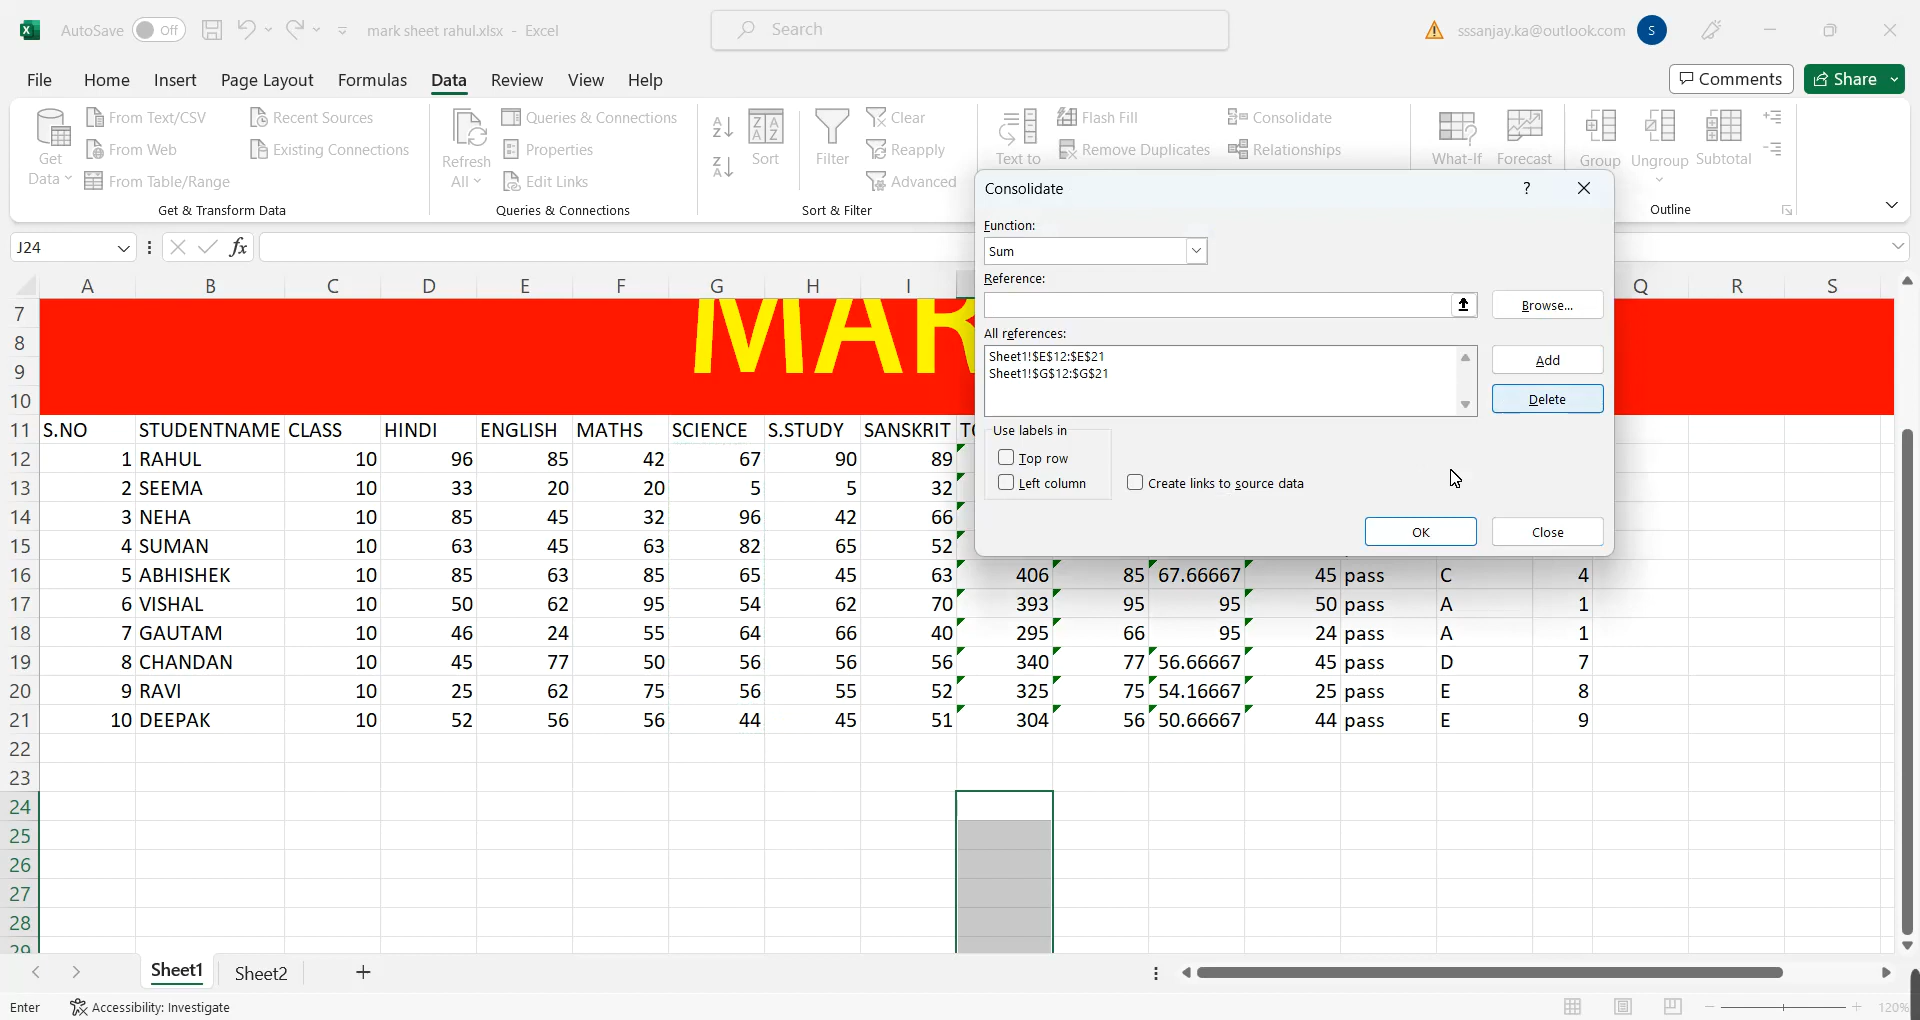 AutoSave Off mark sheet rahul.xlsx - Excel Search sssanjay.ka@outlook.com S
File Home Insert Page Layout Formulas Data Review View Help Comments Share
Get Data
From Text/CSV
From Web
From Table/Range
Recent Sources
Existing Connections
Get & Transform Data
Refresh All
Queries & Connections
Properties
Edit Links
Queries & Connections
Sort
Filter
Clear
Reapply
Advanced
Sort & Filter
Text to
Flash Fill
Remove Duplicates
Consolidate
Relationships
What-If
Forecast
Group
Ungroup
Subtotal
Outline
J24 fx
Consolidate ?
Function:
Sum
Reference:
Browse...
All references:
Sheet1!$E$12:$E$21
Sheet1!$G$12:$G$21
Add
Delete
Use labels in
Top row
Left column
Create links to source data
OK Close
A B C D E F G H I Q R S
7
8
9
10
MAR
11 S.NO STUDENTNAME CLASS HINDI ENGLISH MATHS SCIENCE S.STUDY SANSKRIT
12 1 RAHUL 10 96 85 42 67 90 89
13 2 SEEMA 10 33 20 20 5 5 32
14 3 NEHA 10 85 45 32 96 42 66
15 4 SUMAN 10 63 45 63 82 65 52
16 5 ABHISHEK 10 85 63 85 65 45 63 406 85 67.66667 45 pass C 4
17 6 VISHAL 10 50 62 95 54 62 70 393 95 95 50 pass A 1
18 7 GAUTAM 10 46 24 55 64 66 40 295 66 95 24 pass A 1
19 8 CHANDAN 10 45 77 50 56 56 56 340 77 56.66667 45 pass D 7
20 9 RAVI 10 25 62 75 56 55 52 325 75 54.16667 25 pass E 8
21 10 DEEPAK 10 52 56 56 44 45 51 304 56 50.66667 44 pass E 9
22
23
24
25
26
27
28
29
Sheet1 Sheet2
Enter Accessibility: Investigate 120%